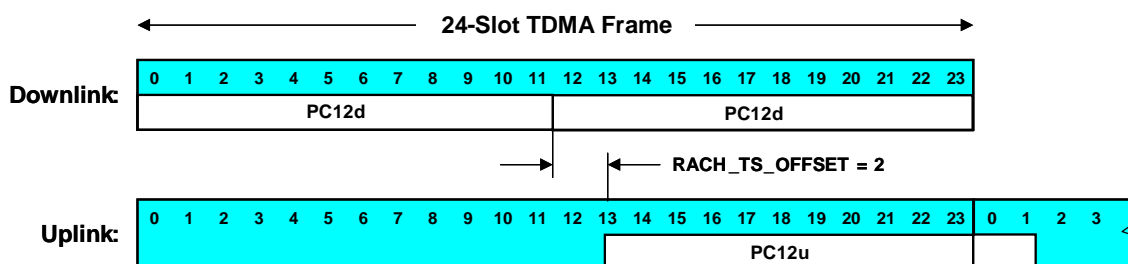 24-Slot TDMA Frame
Downlink: 0 1 2 3 4 5 6 7 8 9 10 11 12 13 14 15 16 17 18 19 20 21 22 23
PC12d PC12d
RACH_TS_OFFSET = 2
Uplink: 0 1 2 3 4 5 6 7 8 9 10 11 12 13 14 15 16 17 18 19 20 21 22 23 0 1 2 3
PC12u